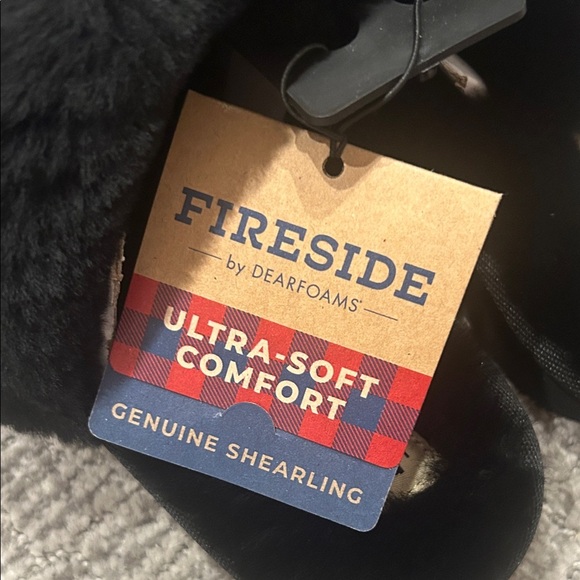 FIRESIDE
by DEARFOAMS
ULTRA-SOFT
COMFORT
GENUINE SHEARLING